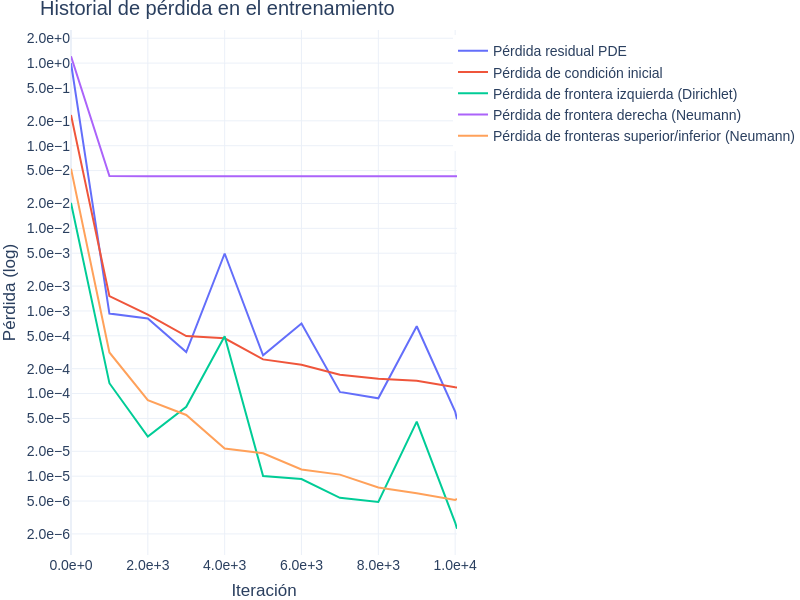 Historial de pérdida en el entrenamiento
2.0e+0
1.0e+0
5.0e−1
2.0e−1
1.0e−1
5.0e−2
2.0e−2
1.0e−2
5.0e−3
2.0e−3
1.0e−3
5.0e−4
2.0e−4
1.0e−4
5.0e−5
2.0e−5
1.0e−5
5.0e−6
2.0e−6
Pérdida (log)
0.0e+0
2.0e+3
4.0e+3
6.0e+3
8.0e+3
1.0e+4
Iteración
Pérdida residual PDE
Pérdida de condición inicial
Pérdida de frontera izquierda (Dirichlet)
Pérdida de frontera derecha (Neumann)
Pérdida de fronteras superior/inferior (Neumann)